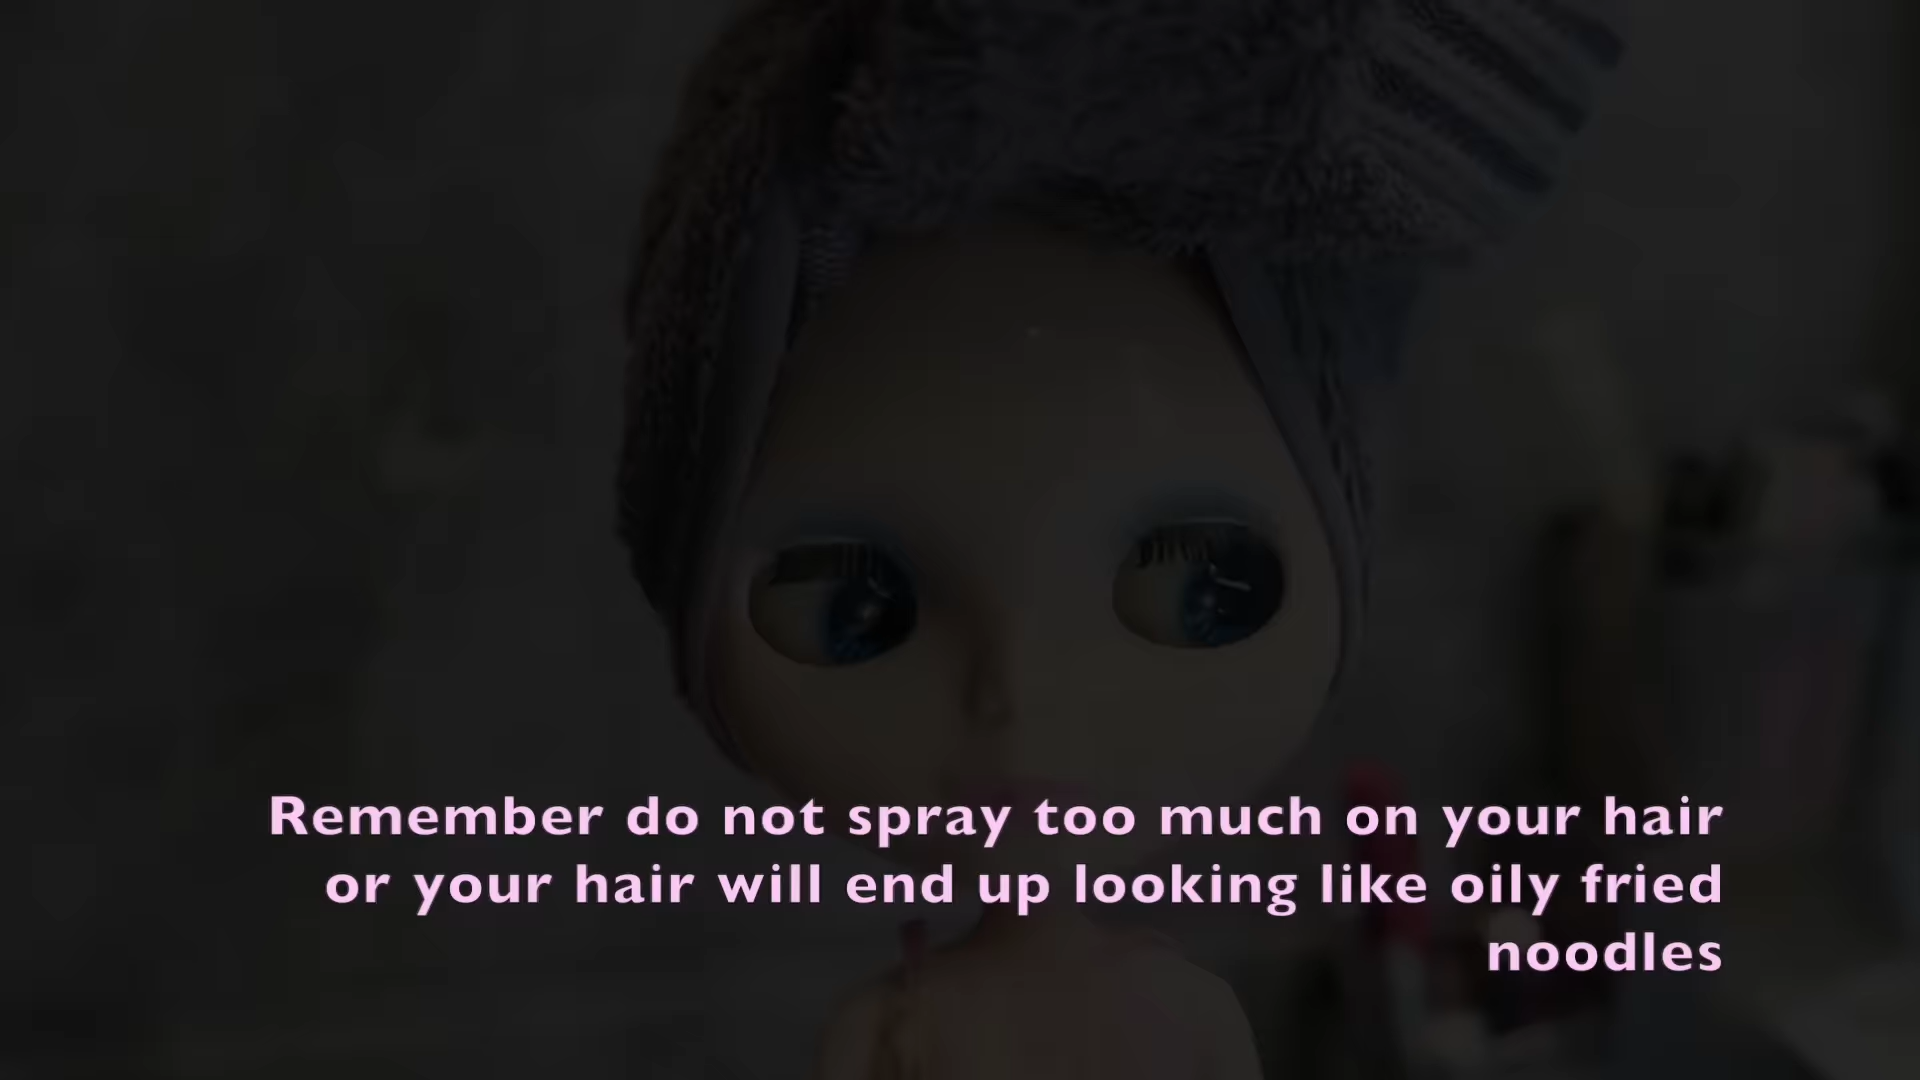 Remember do not spray too much on your hair
or your hair will end up looking like oily fried
noodles